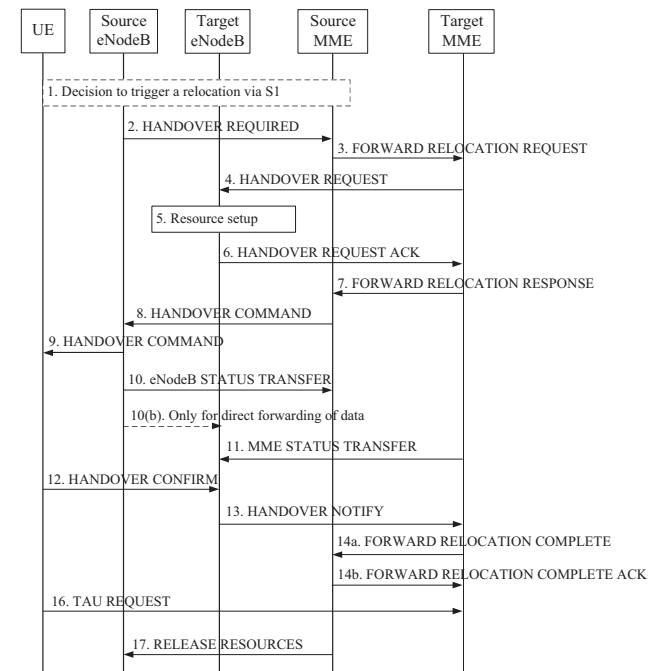 UE
Source
eNodeB
Target
eNodeB
Source
MME
Target
MME
1. Decision to trigger a relocation via S1
2. HANDOVER REQUIRED
3. FORWARD RELOCATION REQUEST
4. HANDOVER REQUEST
5. Resource setup
6. HANDOVER REQUEST ACK
7. FORWARD RELOCATION RESPONSE
8. HANDOVER COMMAND
9. HANDOVER COMMAND
10. eNodeB STATUS TRANSFER
10(b). Only for direct forwarding of data
11. MME STATUS TRANSFER
12. HANDOVER CONFIRM
13. HANDOVER NOTIFY
14a. FORWARD RELOCATION COMPLETE
14b. FORWARD RELOCATION COMPLETE ACK
16. TAU REQUEST
17. RELEASE RESOURCES